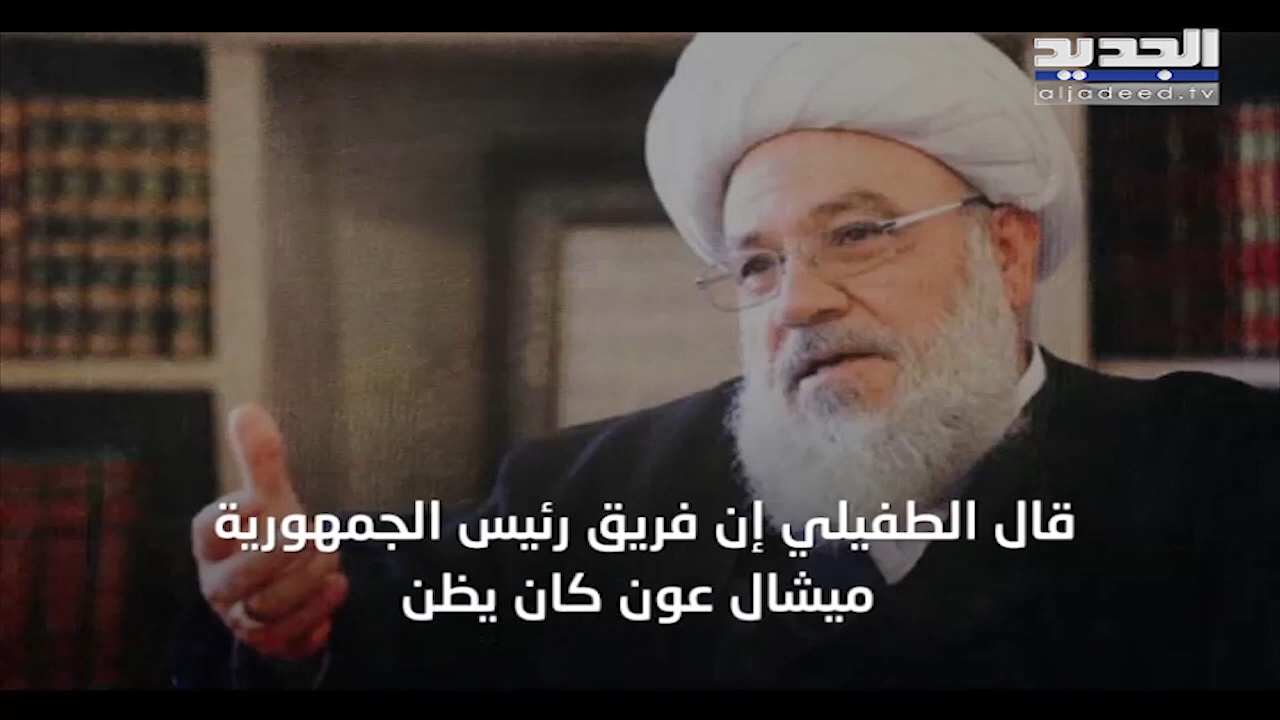 الجديد
aljadeed.tv
قال الطفيلي إن فريق رئيس الجمهورية
ميشال عون كان يظن